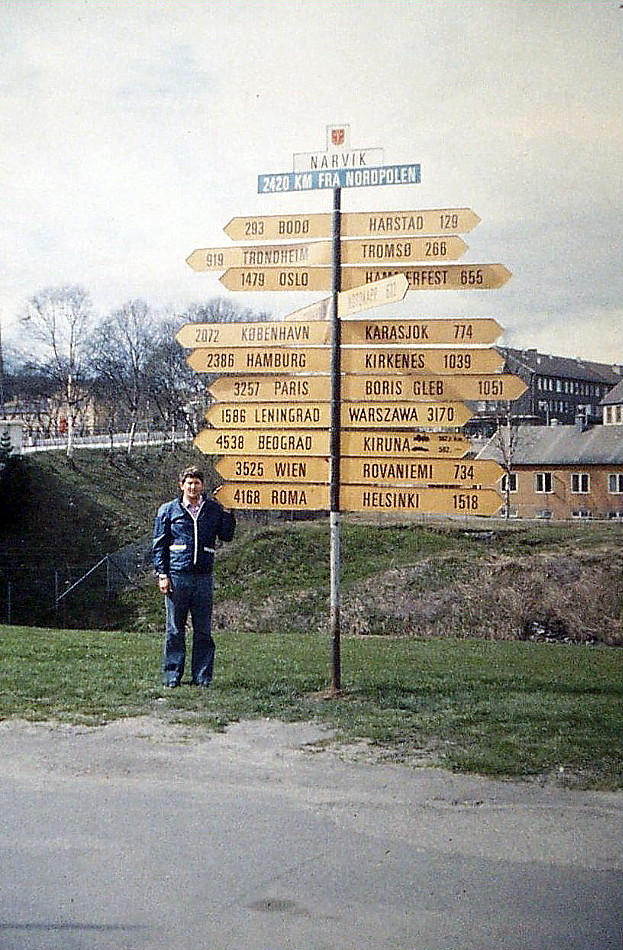 NARVIK
2420 KM FRA NORDPOLEN
293 BODØ HARSTAD 129
919 TRONDHEIM TROMSØ 266
1479 OSLO HAMMERFEST 655
NORDKAPP
2072 KØBENHAVN KARASJOK 774
2386 HAMBURG KIRKENES 1039
3257 PARIS BORIS GLEB 1051
1586 LENINGRAD WARSZAWA 3170
4538 BEOGRAD KIRUNA
3525 WIEN ROVANIEMI 734
4168 ROMA HELSINKI 1518